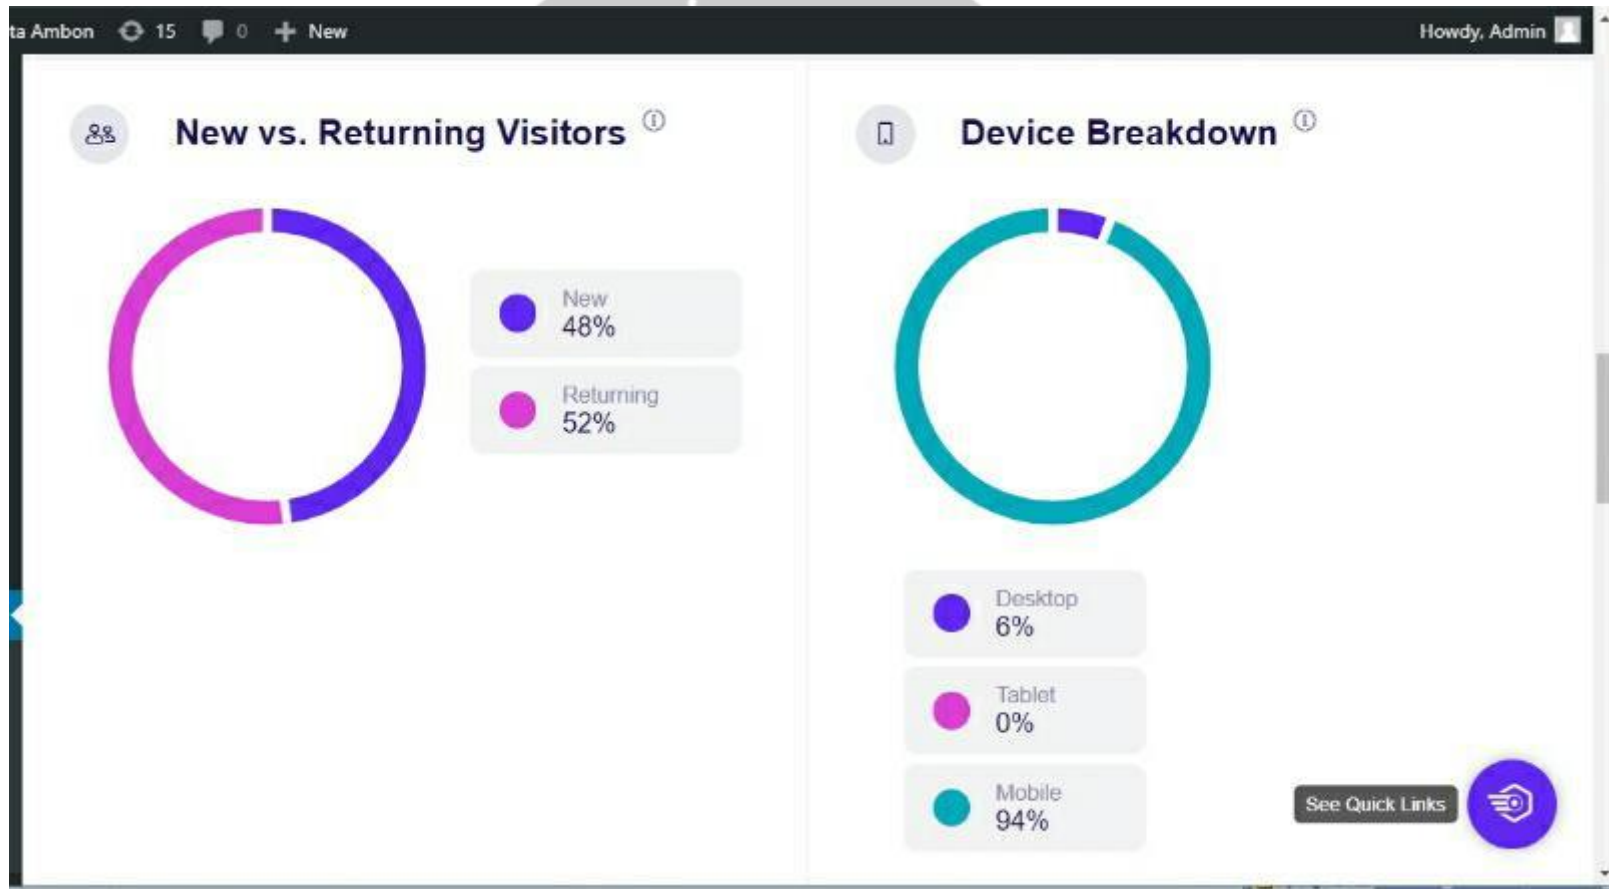 ta Ambon 15 0 New Howdy, Admin
New vs. Returning Visitors
New
48%
Returning
52%
Device Breakdown
Desktop
6%
Tablet
0%
Mobile
94%
See Quick Links